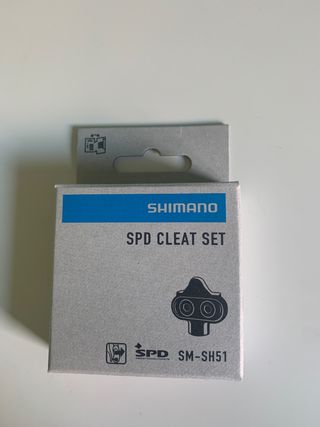 SHIMANO
SPD CLEAT SET
SPD SM-SH51